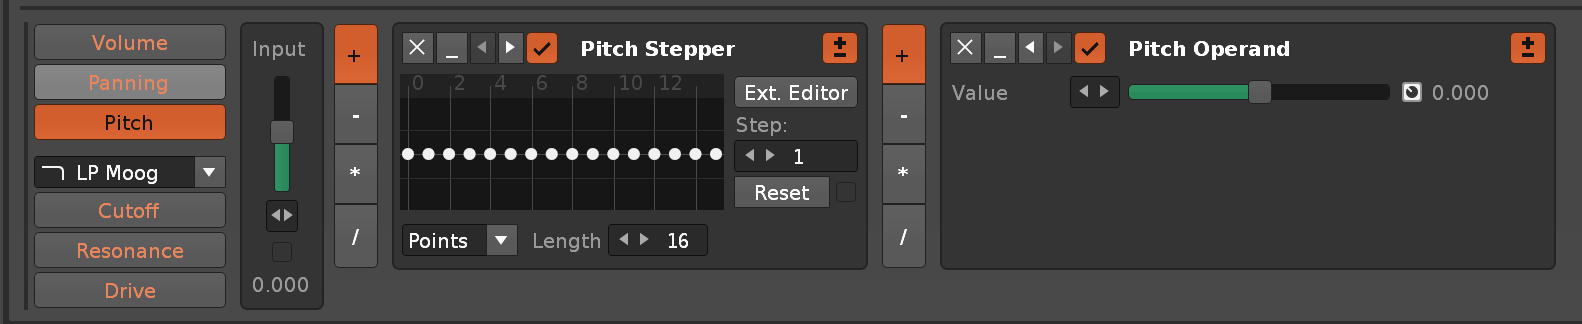 Volume
Panning
Pitch
LP Moog
Cutoff
Resonance
Drive
Input
0.000
+
-
*
/
Pitch Stepper
0 2 4 6 8 10 12
Ext. Editor
Step:
1
Reset
Points
Length 16
+
-
*
/
Pitch Operand
Value 0.000